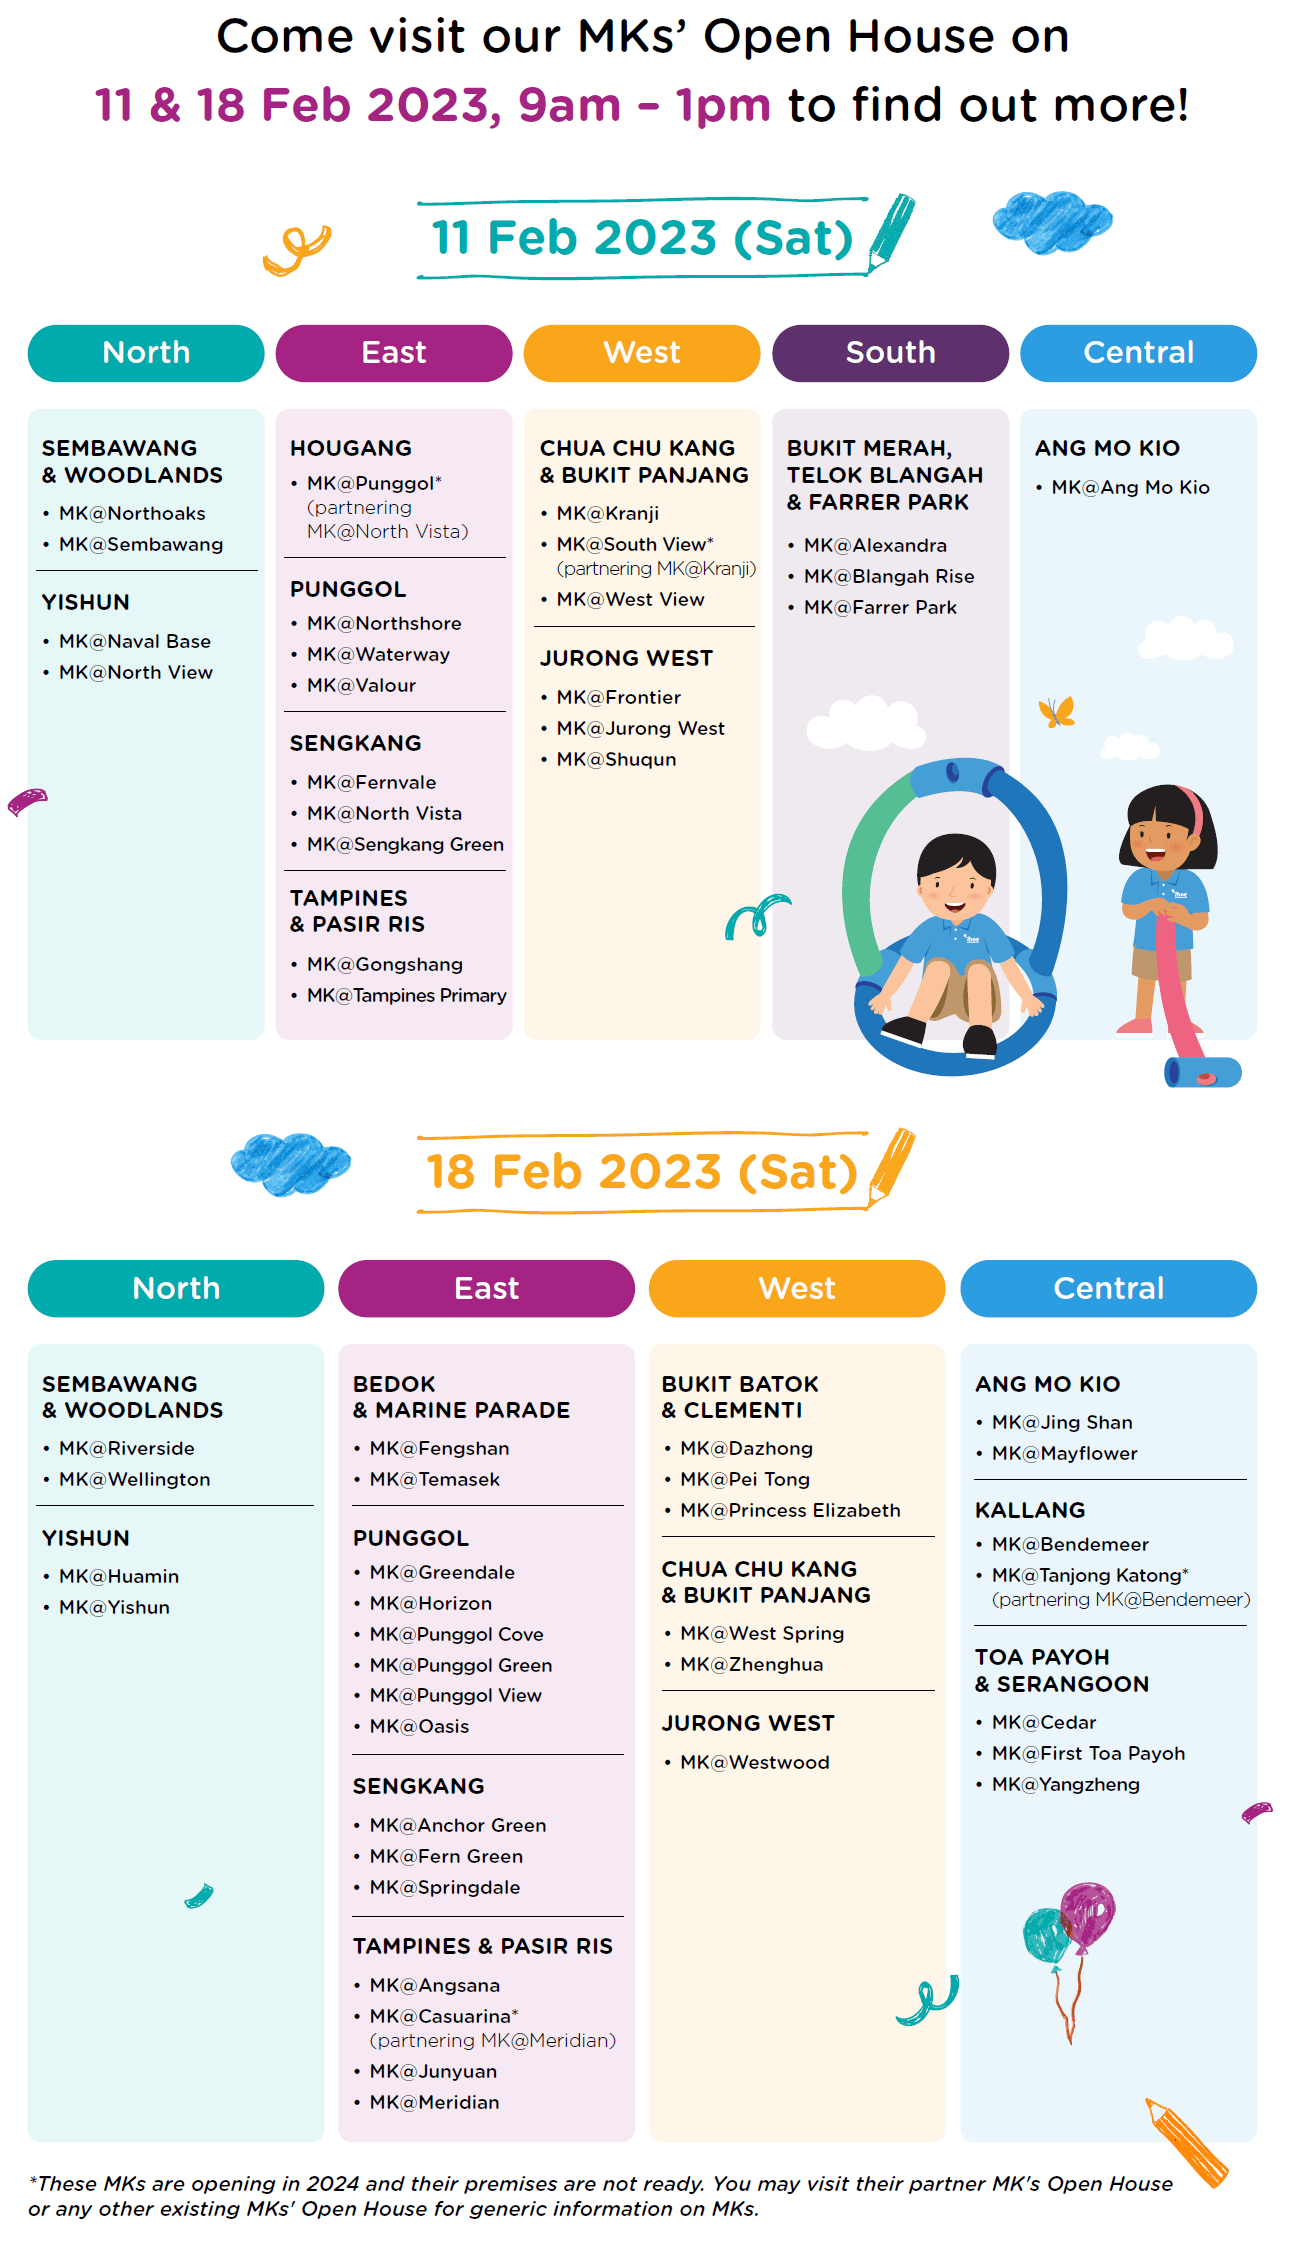 Come visit our MKs’ Open House on
11 & 18 Feb 2023, 9am – 1pm to find out more!
11 Feb 2023 (Sat)
North
SEMBAWANG
& WOODLANDS
• MK@Northoaks
• MK@Sembawang
YISHUN
• MK@Naval Base
• MK@North View
East
HOUGANG
• MK@Punggol*
(partnering
MK@North Vista)
PUNGGOL
• MK@Northshore
• MK@Waterway
• MK@Valour
SENGKANG
• MK@Fernvale
• MK@North Vista
• MK@Sengkang Green
TAMPINES
& PASIR RIS
• MK@Gongshang
• MK@Tampines Primary
West
CHUA CHU KANG
& BUKIT PANJANG
• MK@Kranji
• MK@South View*
(partnering MK@Kranji)
• MK@West View
JURONG WEST
• MK@Frontier
• MK@Jurong West
• MK@Shuqun
South
BUKIT MERAH,
TELOK BLANGAH
& FARRER PARK
• MK@Alexandra
• MK@Blangah Rise
• MK@Farrer Park
Central
ANG MO KIO
• MK@Ang Mo Kio
18 Feb 2023 (Sat)
North
SEMBAWANG
& WOODLANDS
• MK@Riverside
• MK@Wellington
YISHUN
• MK@Huamin
• MK@Yishun
East
BEDOK
& MARINE PARADE
• MK@Fengshan
• MK@Temasek
PUNGGOL
• MK@Greendale
• MK@Horizon
• MK@Punggol Cove
• MK@Punggol Green
• MK@Punggol View
• MK@Oasis
SENGKANG
• MK@Anchor Green
• MK@Fern Green
• MK@Springdale
TAMPINES & PASIR RIS
• MK@Angsana
• MK@Casuarina*
(partnering MK@Meridian)
• MK@Junyuan
• MK@Meridian
West
BUKIT BATOK
& CLEMENTI
• MK@Dazhong
• MK@Pei Tong
• MK@Princess Elizabeth
CHUA CHU KANG
& BUKIT PANJANG
• MK@West Spring
• MK@Zhenghua
JURONG WEST
• MK@Westwood
Central
ANG MO KIO
• MK@Jing Shan
• MK@Mayflower
KALLANG
• MK@Bendemeer
• MK@Tanjong Katong*
(partnering MK@Bendemeer)
TOA PAYOH
& SERANGOON
• MK@Cedar
• MK@First Toa Payoh
• MK@Yangzheng
*These MKs are opening in 2024 and their premises are not ready. You may visit their partner MK's Open House
or any other existing MKs' Open House for generic information on MKs.